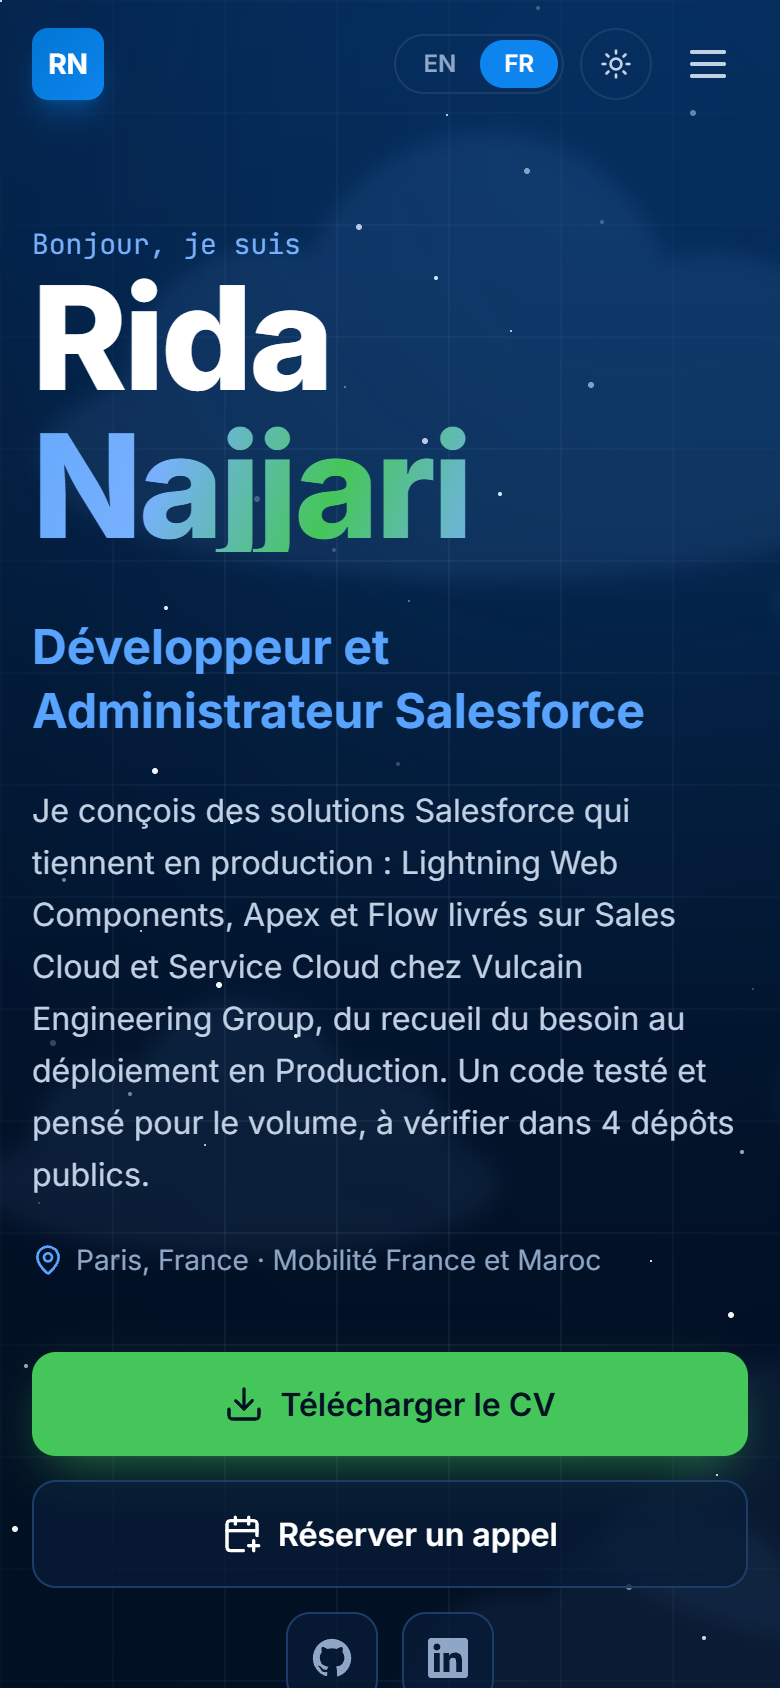 RN
EN FR
Bonjour, je suis
Rida
Najjari
Développeur et
Administrateur Salesforce
Je conçois des solutions Salesforce qui
tiennent en production : Lightning Web
Components, Apex et Flow livrés sur Sales
Cloud et Service Cloud chez Vulcain
Engineering Group, du recueil du besoin au
déploiement en Production. Un code testé et
pensé pour le volume, à vérifier dans 4 dépôts
publics.
Paris, France · Mobilité France et Maroc
Télécharger le CV
Réserver un appel
in